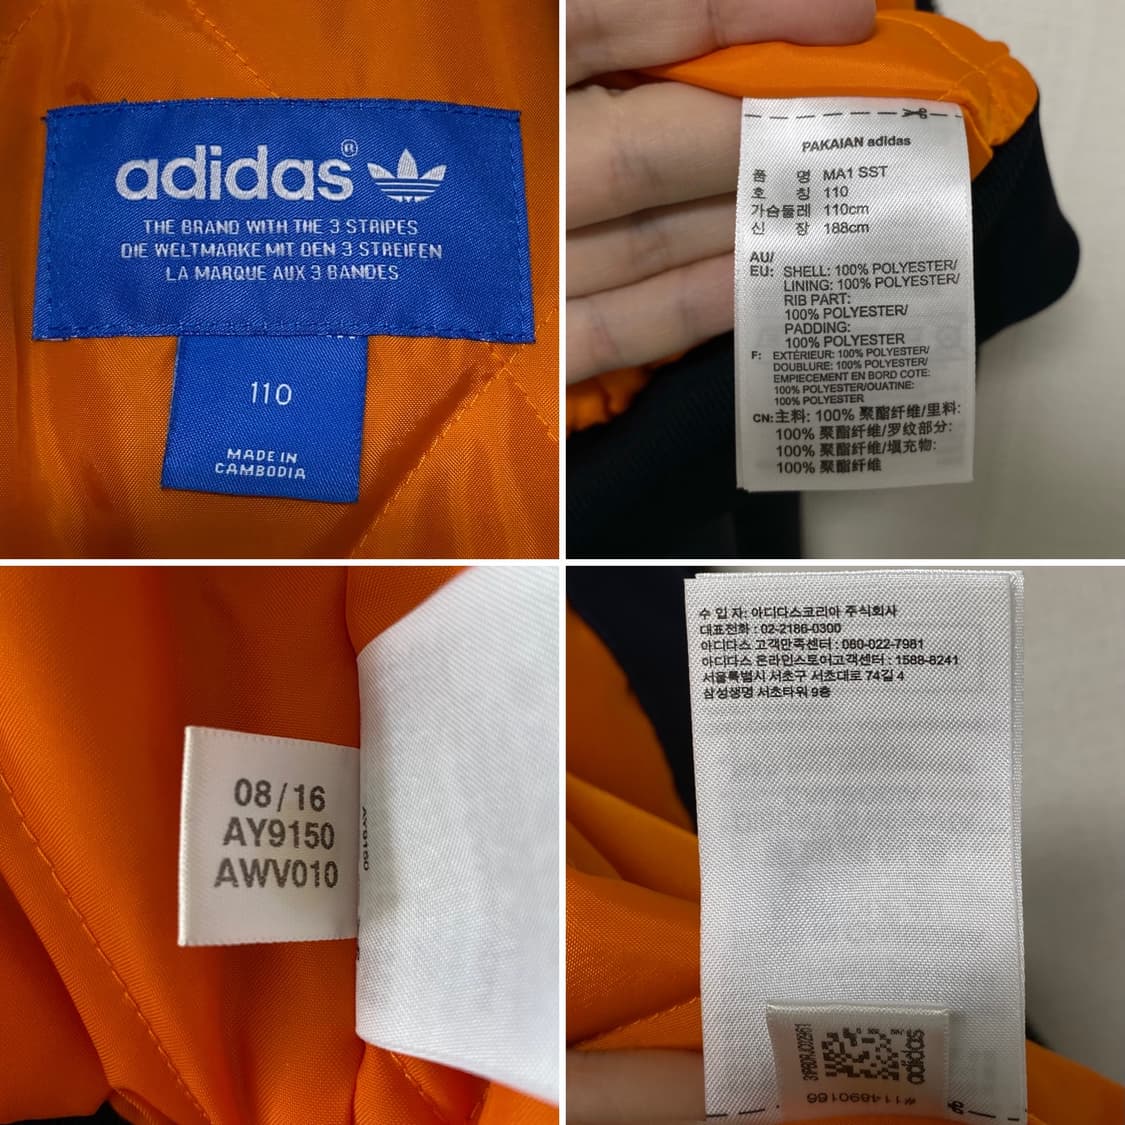 adidas®
THE BRAND WITH THE 3 STRIPES
DIE WELTMARKE MIT DEN 3 STREIFEN
LA MARQUE AUX 3 BANDES
110
MADE IN
CAMBODIA
PAKAIAN adidas
품 명 MA1 SST
호 칭 110
가슴둘레 110cm
신 장 188cm
AU/
EU: SHELL: 100% POLYESTER/
LINING: 100% POLYESTER/
RIB PART:
100% POLYESTER/
PADDING:
100% POLYESTER
F: EXTÉRIEUR: 100% POLYESTER/
DOUBLURE: 100% POLYESTER/
EMPIECEMENT EN BORD COTE:
100% POLYESTER/OUATINE:
100% POLYESTER
CN: 主料: 100% 聚酯纤维/里料:
100% 聚酯纤维/罗纹部分:
100% 聚酯纤维/填充物:
100% 聚酯纤维
08/16
AY9150
AWV010
AY9150
수 입 자: 아디다스코리아 주식회사
대표전화 : 02-2186-0300
아디다스 고객만족센터 : 080-022-7981
아디다스 온라인스토어고객센터 : 1588-8241
서울특별시 서초구 서초대로 74길 4
삼성생명 서초타워 9층
adidas
#114890166